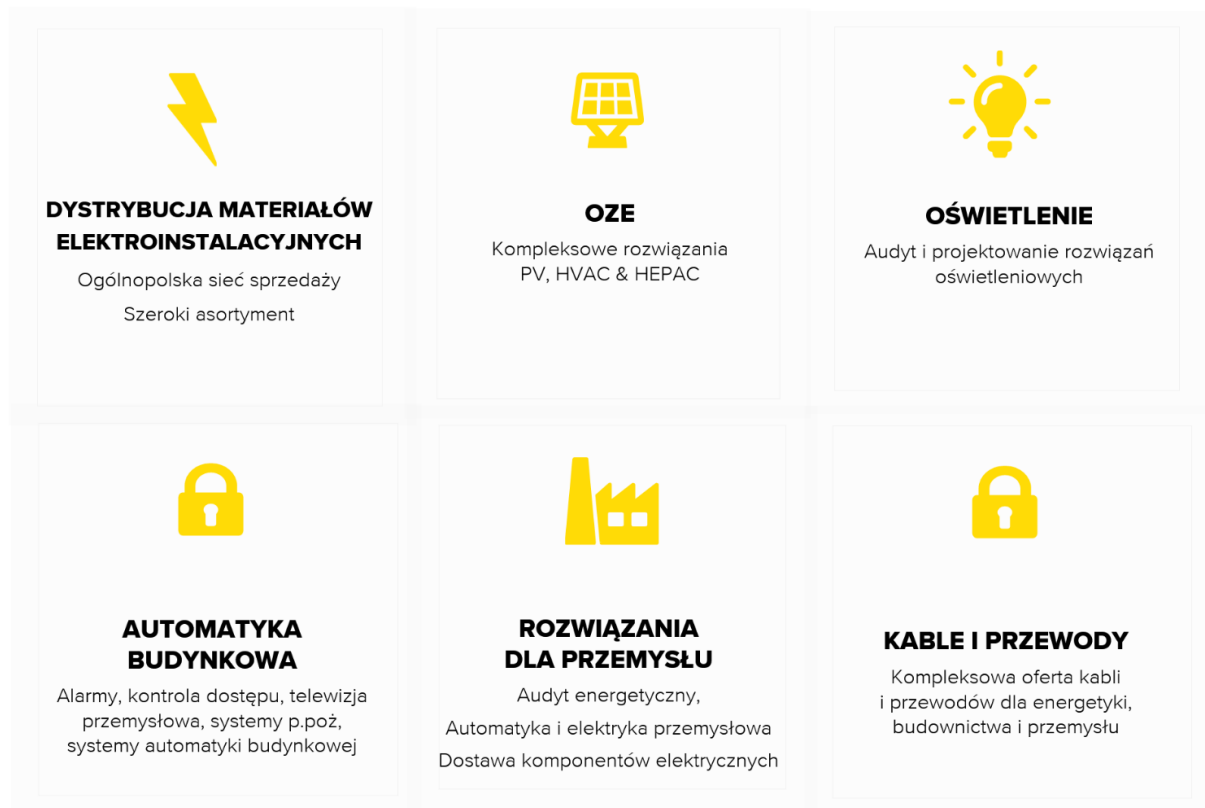 DYSTRYBUCJA MATERIAŁÓW
ELEKTROINSTALACYJNYCH
Ogólnopolska sieć sprzedaży
Szeroki asortyment
OZE
Kompleksowe rozwiązania
PV, HVAC & HEPAC
OŚWIETLENIE
Audyt i projektowanie rozwiązań
oświetleniowych
AUTOMATYKA
BUDYNKOWA
Alarmy, kontrola dostępu, telewizja
przemysłowa, systemy p.poż,
systemy automatyki budynkowej
ROZWIĄZANIA
DLA PRZEMYSŁU
Audyt energetyczny,
Automatyka i elektryka przemysłowa
Dostawa komponentów elektrycznych
KABLE I PRZEWODY
Kompleksowa oferta kabli
i przewodów dla energetyki,
budownictwa i przemysłu